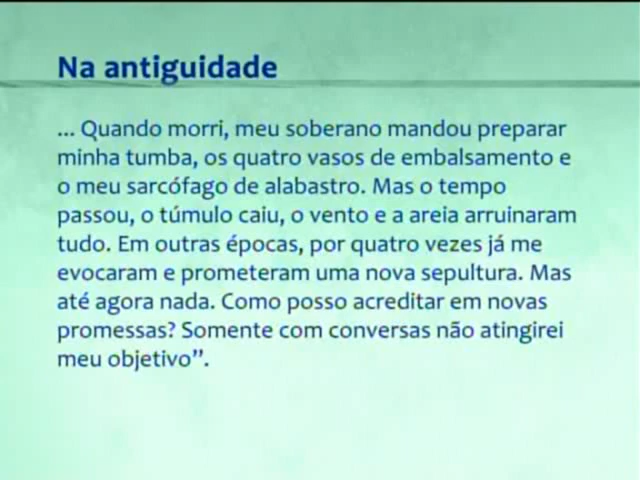 Na antiguidade
... Quando morri, meu soberano mandou preparar
minha tumba, os quatro vasos de embalsamento e
o meu sarcófago de alabastro. Mas o tempo
passou, o túmulo caiu, o vento e a areia arruinaram
tudo. Em outras épocas, por quatro vezes já me
evocaram e prometeram uma nova sepultura. Mas
até agora nada. Como posso acreditar em novas
promessas? Somente com conversas não atingirei
meu objetivo”.